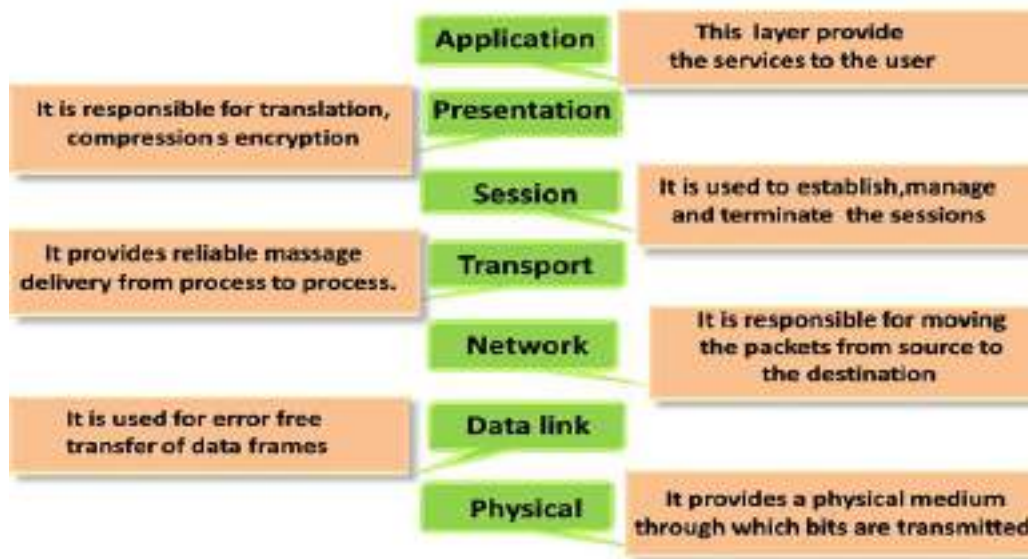 Application
This layer provide
the services to the user
Presentation
It is responsible for translation,
compression s encryption
Session
It is used to establish,manage
and terminate the sessions
Transport
It provides reliable massage
delivery from process to process.
Network
It is responsible for moving
the packets from source to
the destination
Data link
It is used for error free
transfer of data frames
Physical
It provides a physical medium
through which bits are transmitted